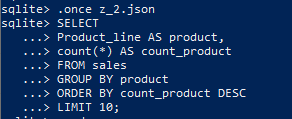 sqlite> .once z_2.json
sqlite> SELECT
...> Product_line AS product,
...> count(*) AS count_product
...> FROM sales
...> GROUP BY product
...> ORDER BY count_product DESC
...> LIMIT 10;